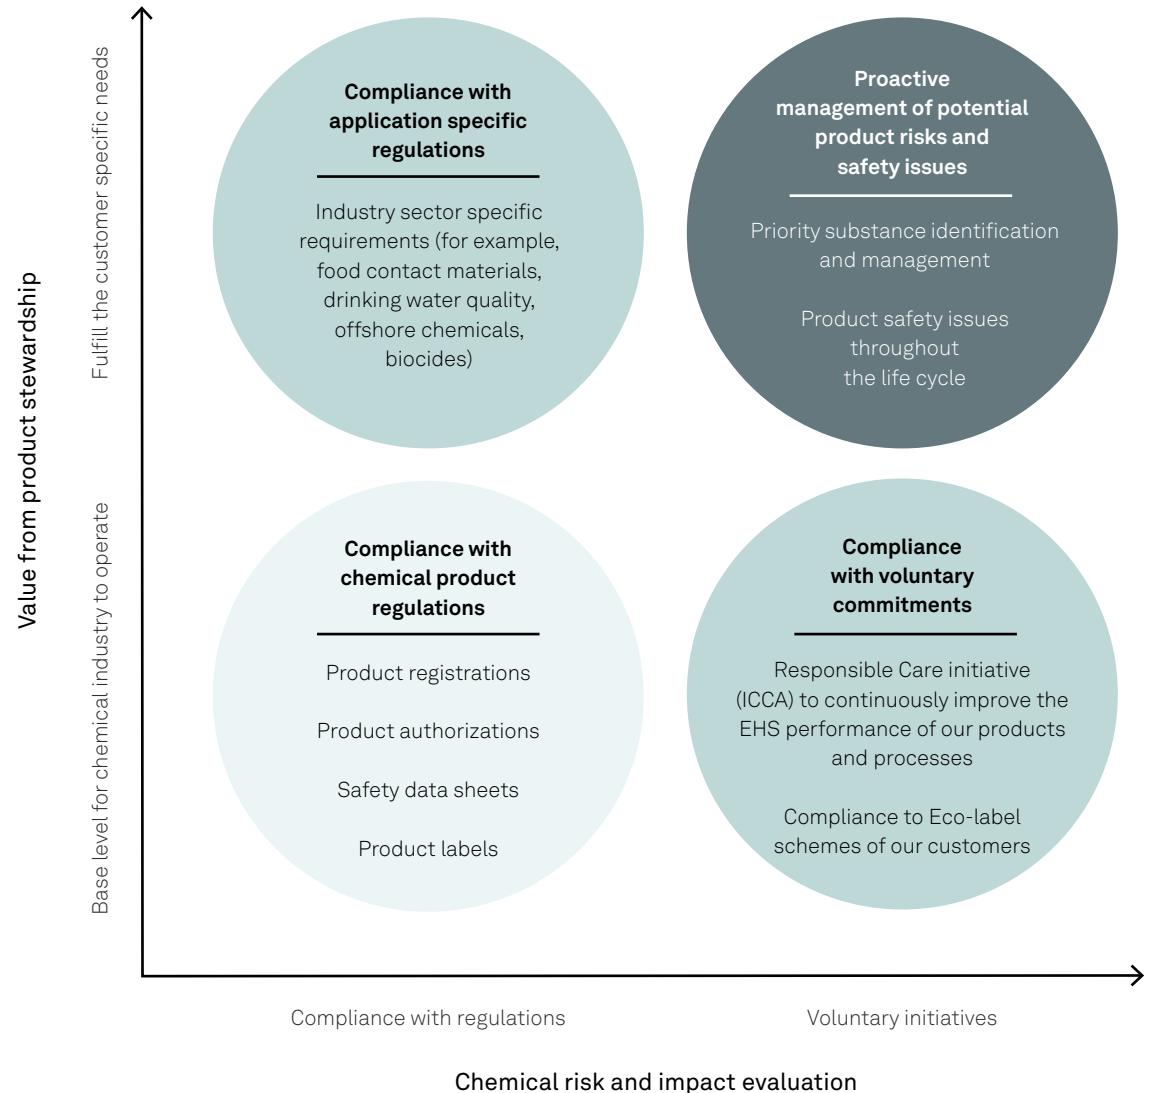 Value from product stewardship
Fulfill the customer specific needs
Base level for chemical industry to operate
Compliance with
application specific
regulations
Industry sector specific
requirements (for example,
food contact materials,
drinking water quality,
offshore chemicals,
biocides)
Proactive
management of potential
product risks and
safety issues
Priority substance identification
and management
Product safety issues
throughout
the life cycle
Compliance with
chemical product
regulations
Product registrations
Product authorizations
Safety data sheets
Product labels
Compliance
with voluntary
commitments
Responsible Care initiative
(ICCA) to continuously improve the
EHS performance of our products
and processes
Compliance to Eco-label
schemes of our customers
Compliance with regulations
Voluntary initiatives
Chemical risk and impact evaluation